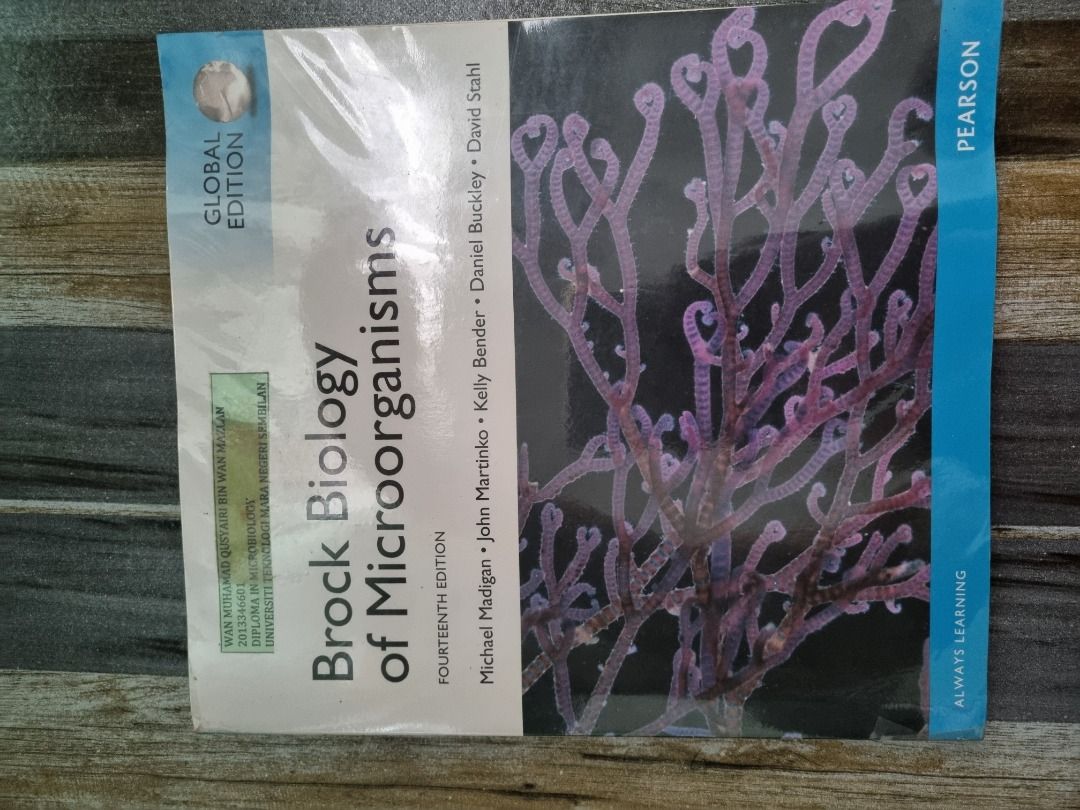 GLOBAL
EDITION
WAN MUHAMAD QUSYAIRI BIN WAN MAZLAN
2013346601
DIPLOMA IN MICROBIOLOGY
UNIVERSITI TEKNOLOGI MARA NEGERI SEMBILAN
Brock Biology
of Microorganisms
FOURTEENTH EDITION
Michael Madigan • John Martinko • Kelly Bender • Daniel Buckley • David Stahl
ALWAYS LEARNING
PEARSON